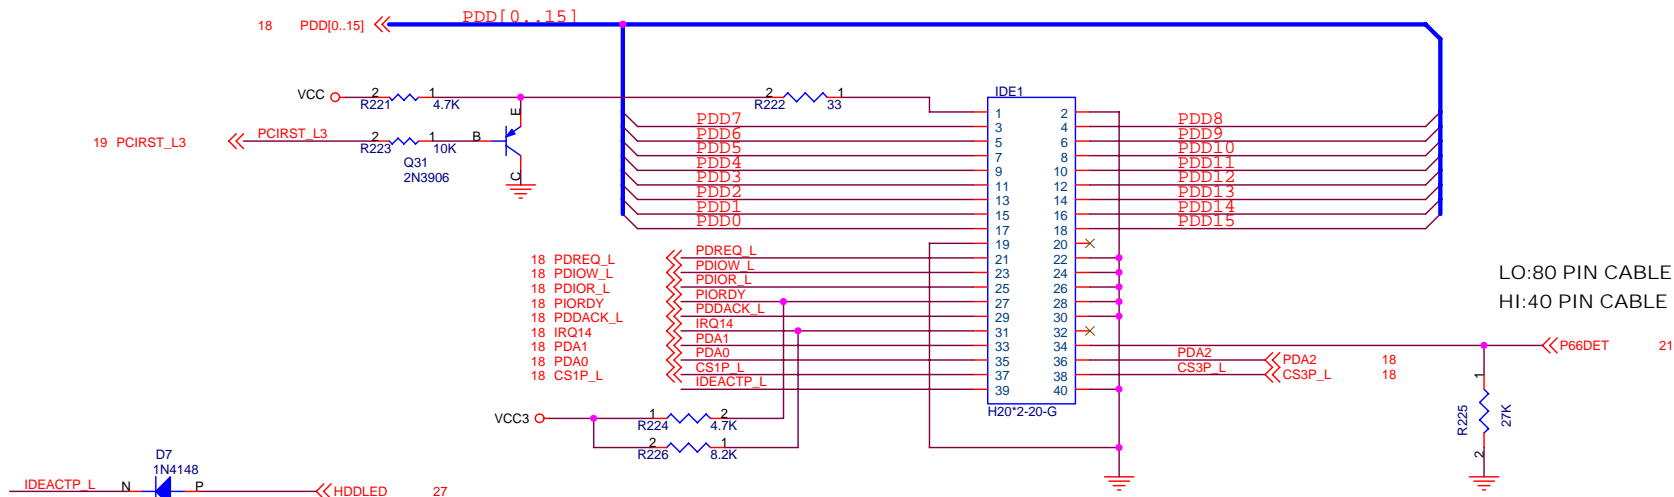 PDD[0..15]
18 PDD[0..15]
VCC 2 1 2 1 IDE1
R221 4.7K E R222 33
1 2
PDD7 3 4 PDD8
19 PCIRST_L3 PCIRST_L3 2 1 B PDD6 5 6 PDD9
R223 10K PDD5 7 8 PDD10
Q31 PDD4 9 10 PDD11
2N3906 C PDD3 11 12 PDD12
PDD2 13 14 PDD13
PDD1 15 16 PDD14
PDD0 17 18 PDD15
19 20
18 PDREQ_L PDREQ_L 21 22
18 PDIOW_L PDIOW_L 23 24 LO:80 PIN CABLE
18 PDIOR_L PDIOR_L 25 26
18 PIORDY PIORDY 27 28 HI:40 PIN CABLE
18 PDDACK_L PDDACK_L 29 30
18 IRQ14 IRQ14 31 32
18 PDA1 PDA1 33 34 P66DET 21
18 PDA0 PDA0 35 36 PDA2 PDA2 18
18 CS1P_L CS1P_L 37 38 CS3P_L CS3P_L 18
IDEACTP_L 39 40 1
H20*2-20-G
VCC3 1 2 R225 27K
R224 4.7K
2 1 2
R226 8.2K
D7
1N4148
IDEACTP_L N P HDDLED 27